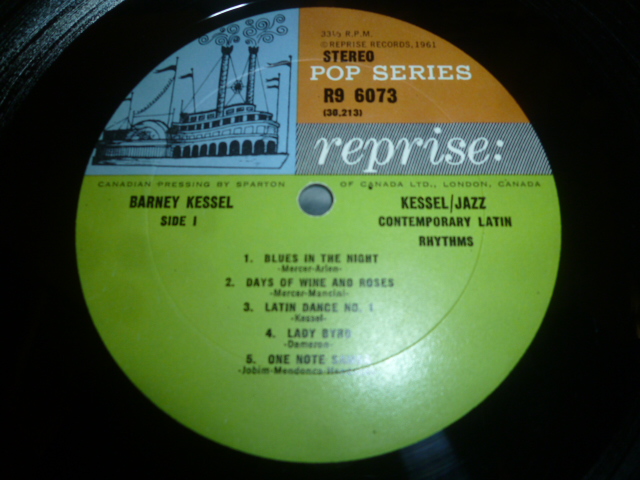 33⅓ R.P.M.
©REPRISE RECORDS, 1961
STEREO
POP SERIES
R9 6073
(30,213)
reprise:
CANADIAN PRESSING BY SPARTON OF CANADA LTD., LONDON, CANADA
BARNEY KESSEL
SIDE 1
KESSEL/JAZZ
CONTEMPORARY LATIN
RHYTHMS
1. BLUES IN THE NIGHT
-Mercer-Arlen-
2. DAYS OF WINE AND ROSES
-Mercer-Mancini-
3. LATIN DANCE NO. 1
-Kessel-
4. LADY BYRD
-Dameron-
5. ONE NOTE
-Jobim-Mendonca-